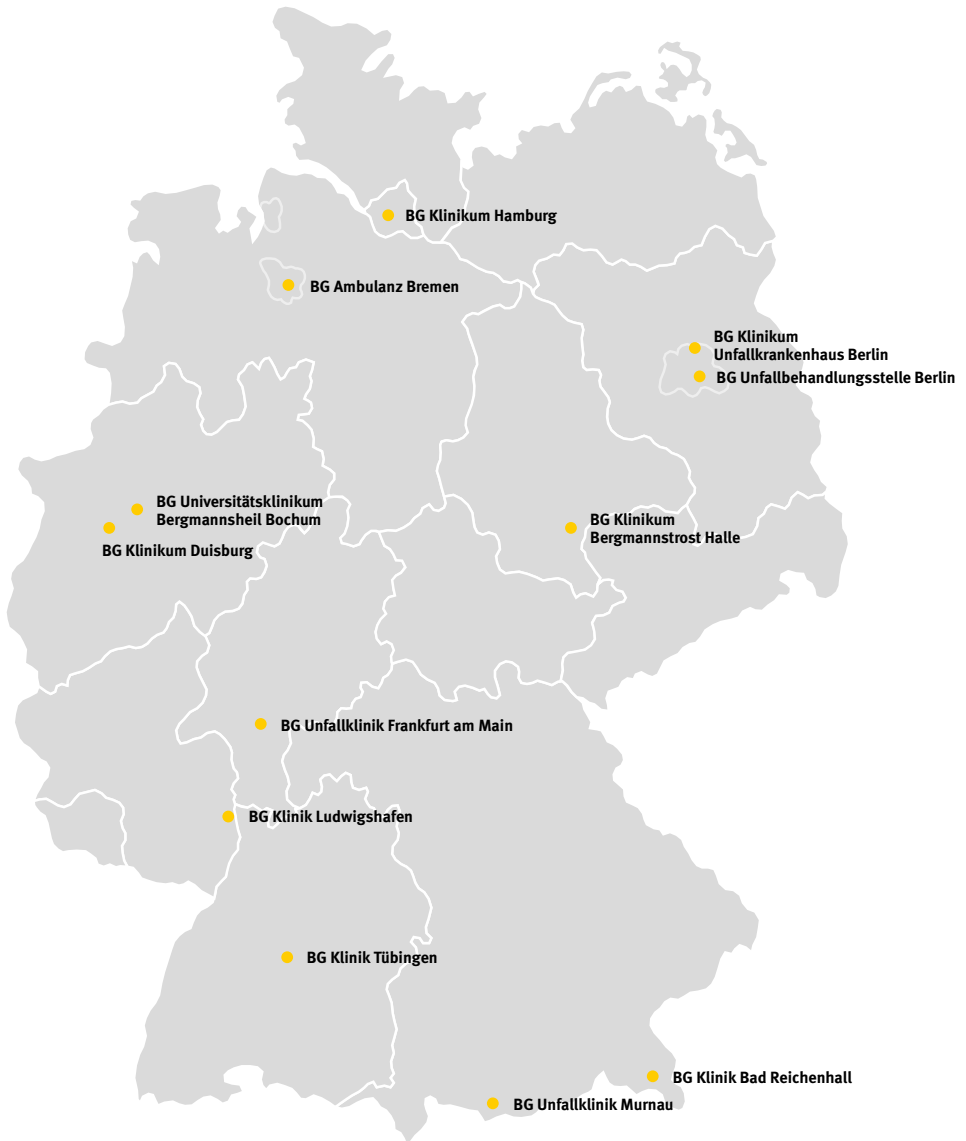 BG Klinikum Hamburg
BG Ambulanz Bremen
BG Klinikum
Unfallkrankenhaus Berlin
BG Unfallbehandlungsstelle Berlin
BG Universitätsklinikum
Bergmannsheil Bochum
BG Klinikum Duisburg
BG Klinikum
Bergmannstrost Halle
BG Unfallklinik Frankfurt am Main
BG Klinik Ludwigshafen
BG Klinik Tübingen
BG Klinik Bad Reichenhall
BG Unfallklinik Murnau